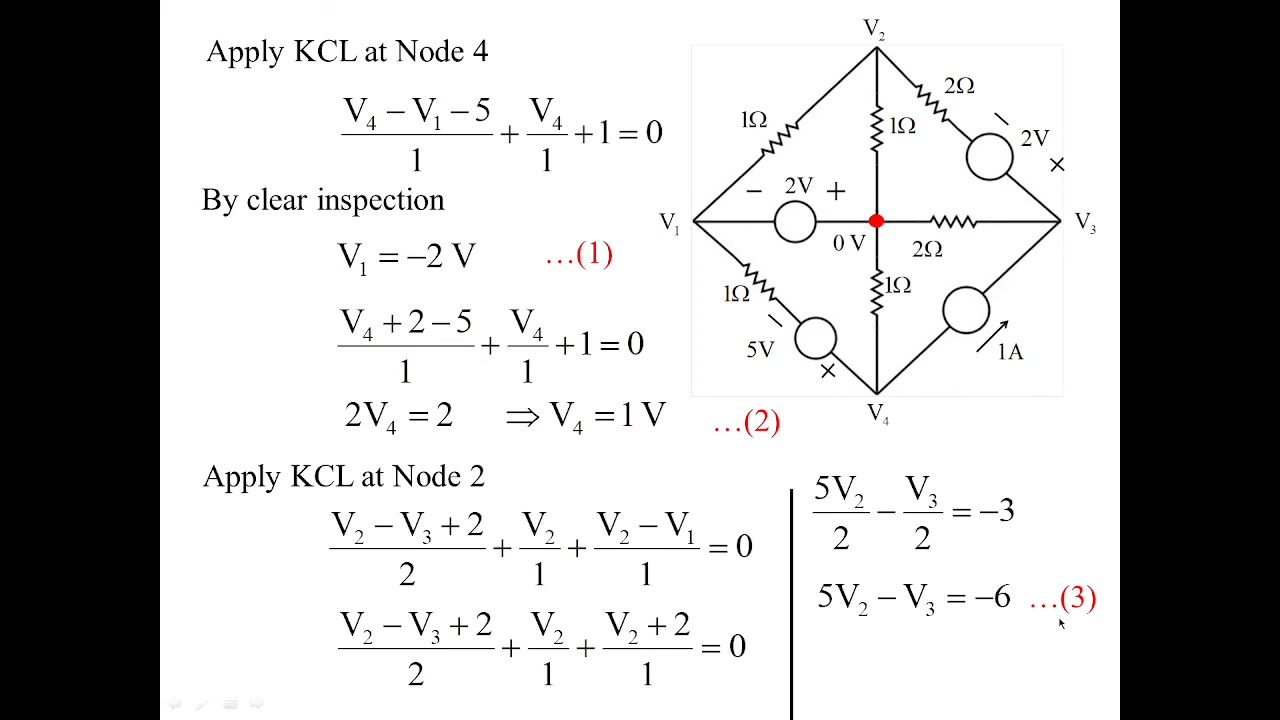 Apply KCL at Node 4
(V₄ − V₁ − 5)/1 + V₄/1 + 1 = 0
By clear inspection
V₁ = −2 V …(1)
(V₄ + 2 − 5)/1 + V₄/1 + 1 = 0
2V₄ = 2 ⇒ V₄ = 1 V …(2)
Apply KCL at Node 2
(V₂ − V₃ + 2)/2 + V₂/1 + (V₂ − V₁)/1 = 0
(V₂ − V₃ + 2)/2 + V₂/1 + (V₂ + 2)/1 = 0
5V₂/2 − V₃/2 = −3
5V₂ − V₃ = −6 …(3)
V₂
2Ω
1Ω
1Ω
−
2V
+
− 2V +
V₁
V₃
0 V
2Ω
1Ω
1Ω
−
5V
+
1A
V₄